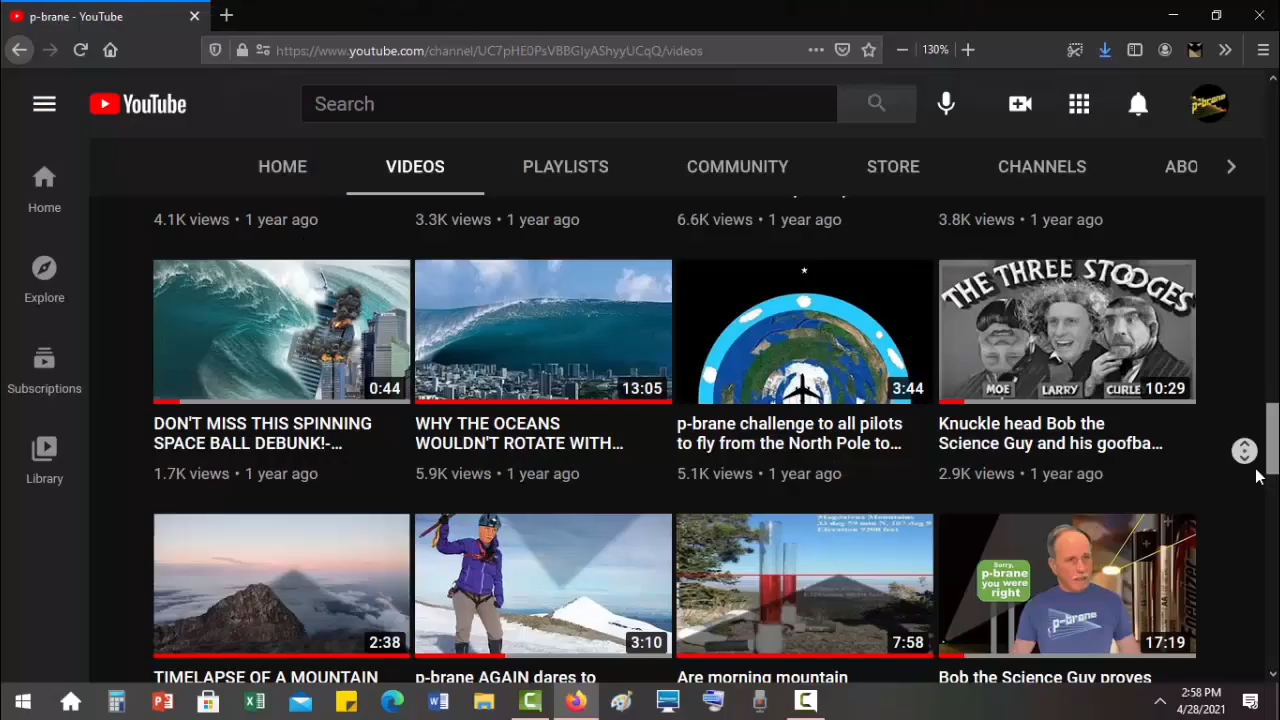 p-brane - YouTube
https://www.youtube.com/channel/UC7pHE0PsVBBGlyAShyyUCqQ/videos
130%
YouTube
Search
HOME
VIDEOS
PLAYLISTS
COMMUNITY
STORE
CHANNELS
ABO
Home
Explore
Subscriptions
Library
4.1K views • 1 year ago
3.3K views • 1 year ago
6.6K views • 1 year ago
3.8K views • 1 year ago
0:44
13:05
3:44
THE THREE STOOGES
MOE
LARRY
CURLE
10:29
DON'T MISS THIS SPINNING
SPACE BALL DEBUNK!-...
1.7K views • 1 year ago
WHY THE OCEANS
WOULDN'T ROTATE WITH...
5.9K views • 1 year ago
p-brane challenge to all pilots
to fly from the North Pole to...
5.1K views • 1 year ago
Knuckle head Bob the
Science Guy and his goofba...
2.9K views • 1 year ago
2:38
3:10
7:58
Sorry,
p-brane
you were
right
p-brane
17:19
TIMELAPSE OF A MOUNTAIN
p-brane AGAIN dares to
Are morning mountain
Bob the Science Guy proves
2:58 PM
4/28/2021